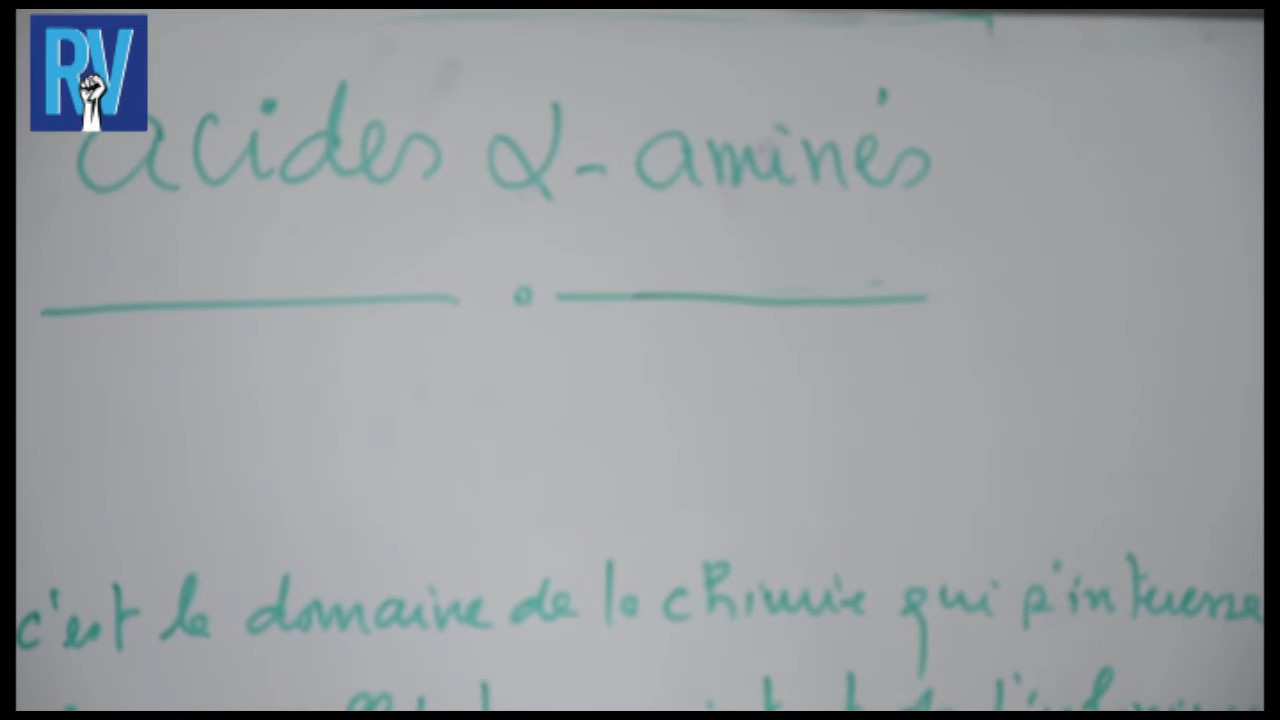 RV
acides α-aminés
c'est le domaine de la chimie qui s'intéresse